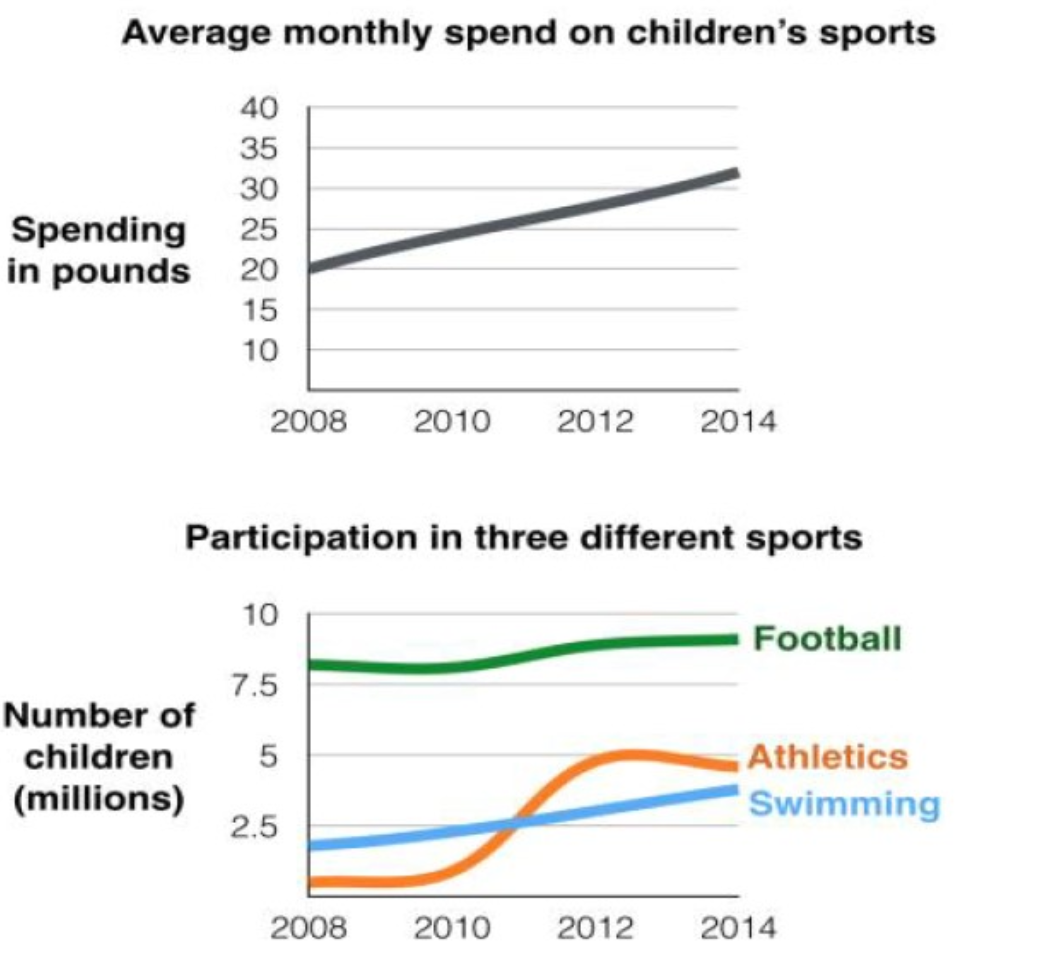 Average monthly spend on children's sports
40
35
30
25
20
15
10
Spending
in pounds
2008 2010 2012 2014
Participation in three different sports
10
7.5
5
2.5
Number of
children
(millions)
Football
Athletics
Swimming
2008 2010 2012 2014